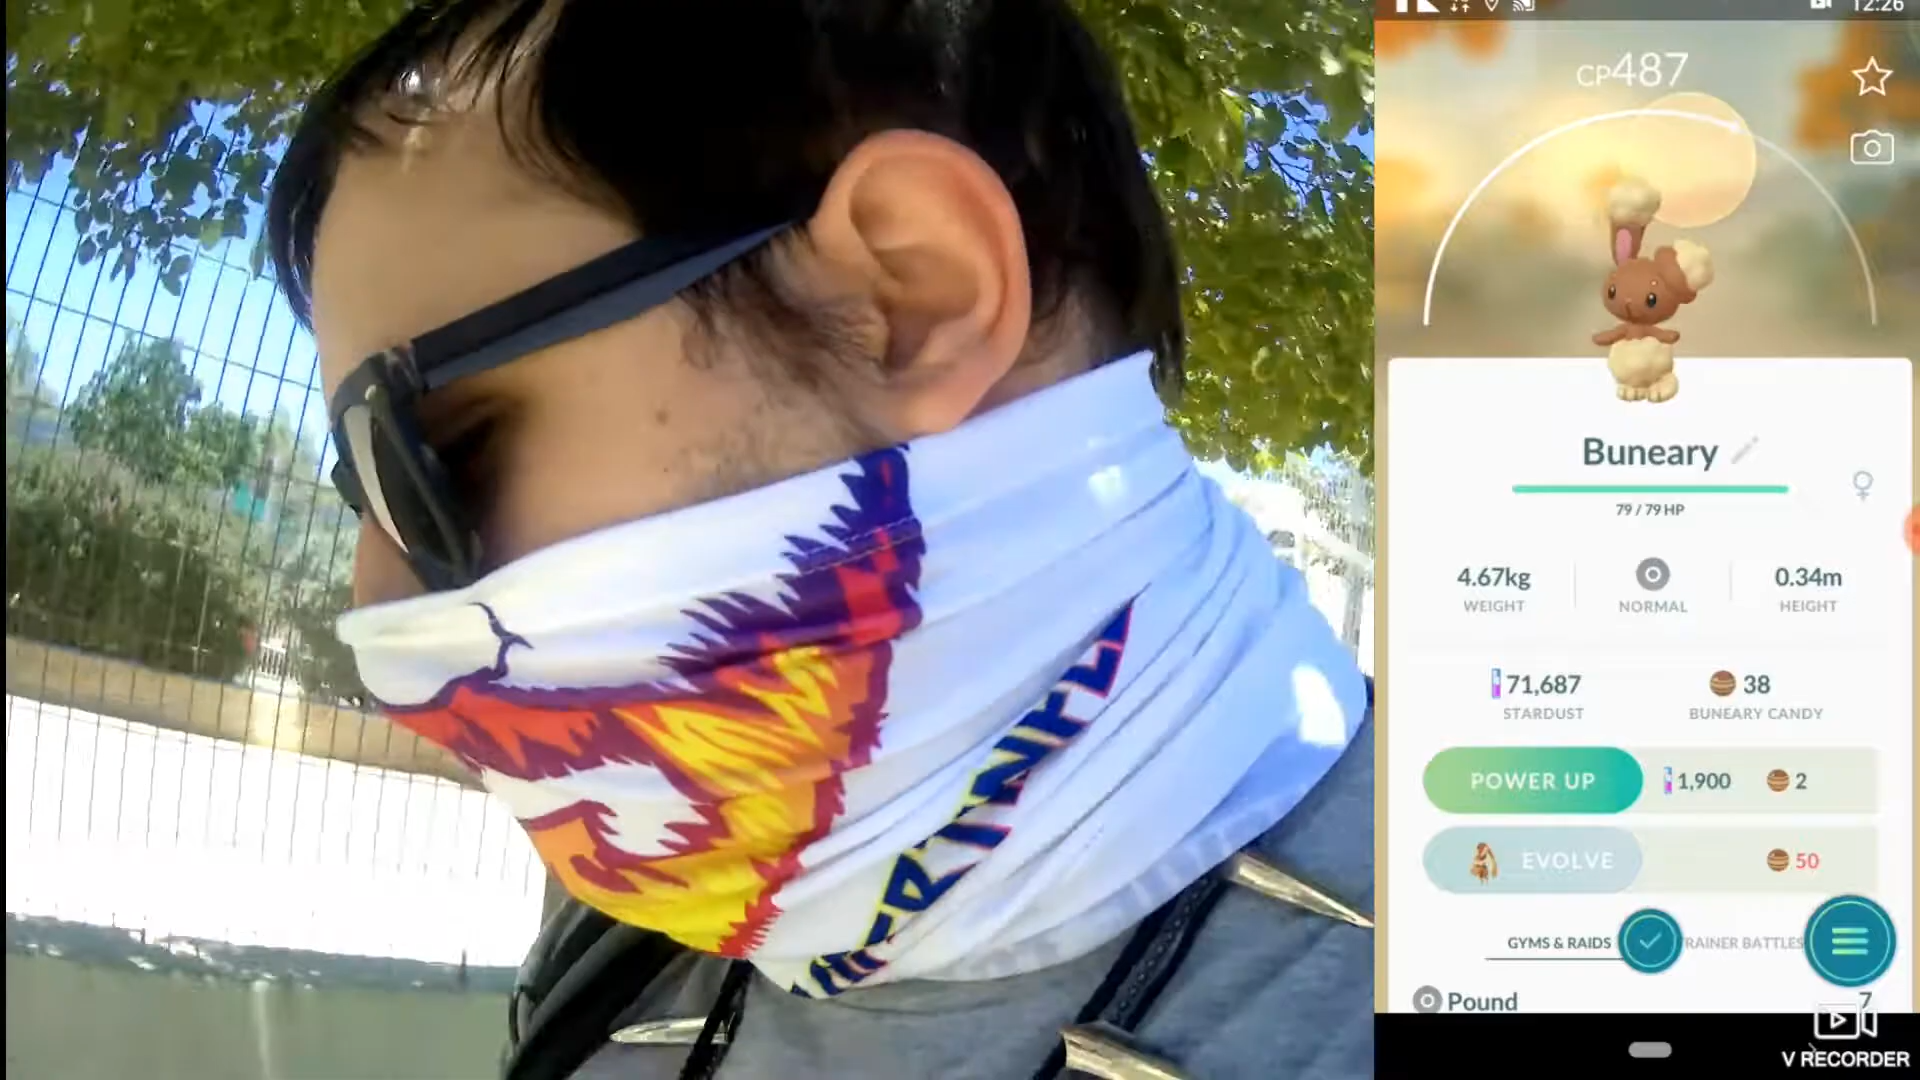 12:26
CP487
Buneary
79 / 79 HP
4.67kg
WEIGHT
NORMAL
0.34m
HEIGHT
71,687
STARDUST
38
BUNEARY CANDY
POWER UP
1,900
2
EVOLVE
50
GYMS & RAIDS
RAINER BATTLES
Pound
7
V RECORDER